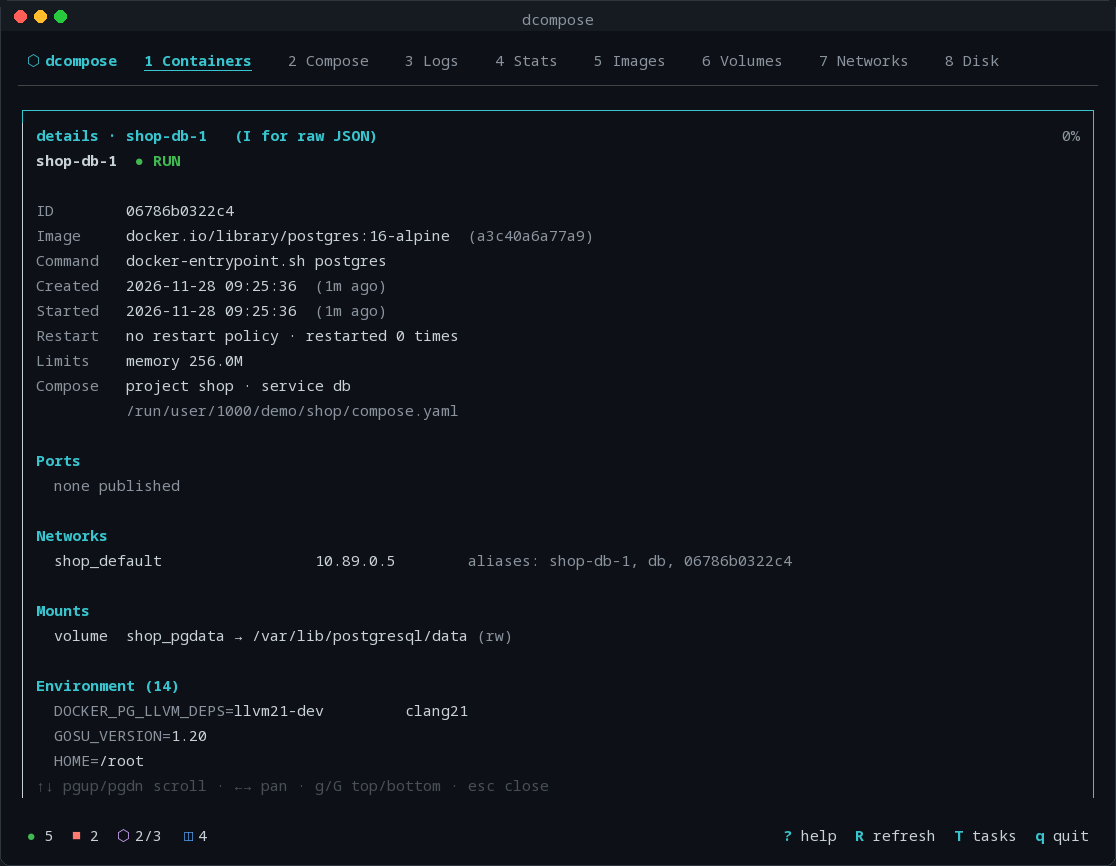 dcompose
⬡ dcompose 1 Containers 2 Compose 3 Logs 4 Stats 5 Images 6 Volumes 7 Networks 8 Disk
details · shop-db-1 (I for raw JSON) 0%
shop-db-1 ● RUN
ID 06786b0322c4
Image docker.io/library/postgres:16-alpine (a3c40a6a77a9)
Command docker-entrypoint.sh postgres
Created 2026-11-28 09:25:36 (1m ago)
Started 2026-11-28 09:25:36 (1m ago)
Restart no restart policy · restarted 0 times
Limits memory 256.0M
Compose project shop · service db
/run/user/1000/demo/shop/compose.yaml
Ports
none published
Networks
shop_default 10.89.0.5 aliases: shop-db-1, db, 06786b0322c4
Mounts
volume shop_pgdata → /var/lib/postgresql/data (rw)
Environment (14)
DOCKER_PG_LLVM_DEPS=llvm21-dev clang21
GOSU_VERSION=1.20
HOME=/root
↑↓ pgup/pgdn scroll · ←→ pan · g/G top/bottom · esc close
● 5 ■ 2 ⬡ 2/3 ◫ 4 ? help R refresh T tasks q quit